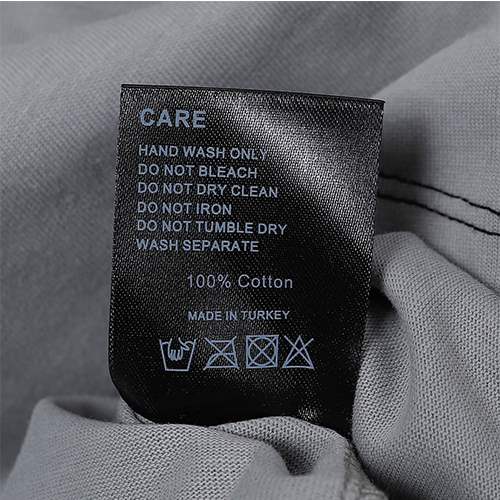 CARE
HAND WASH ONLY
DO NOT BLEACH
DO NOT DRY CLEAN
DO NOT IRON
DO NOT TUMBLE DRY
WASH SEPARATE
100% Cotton
MADE IN TURKEY